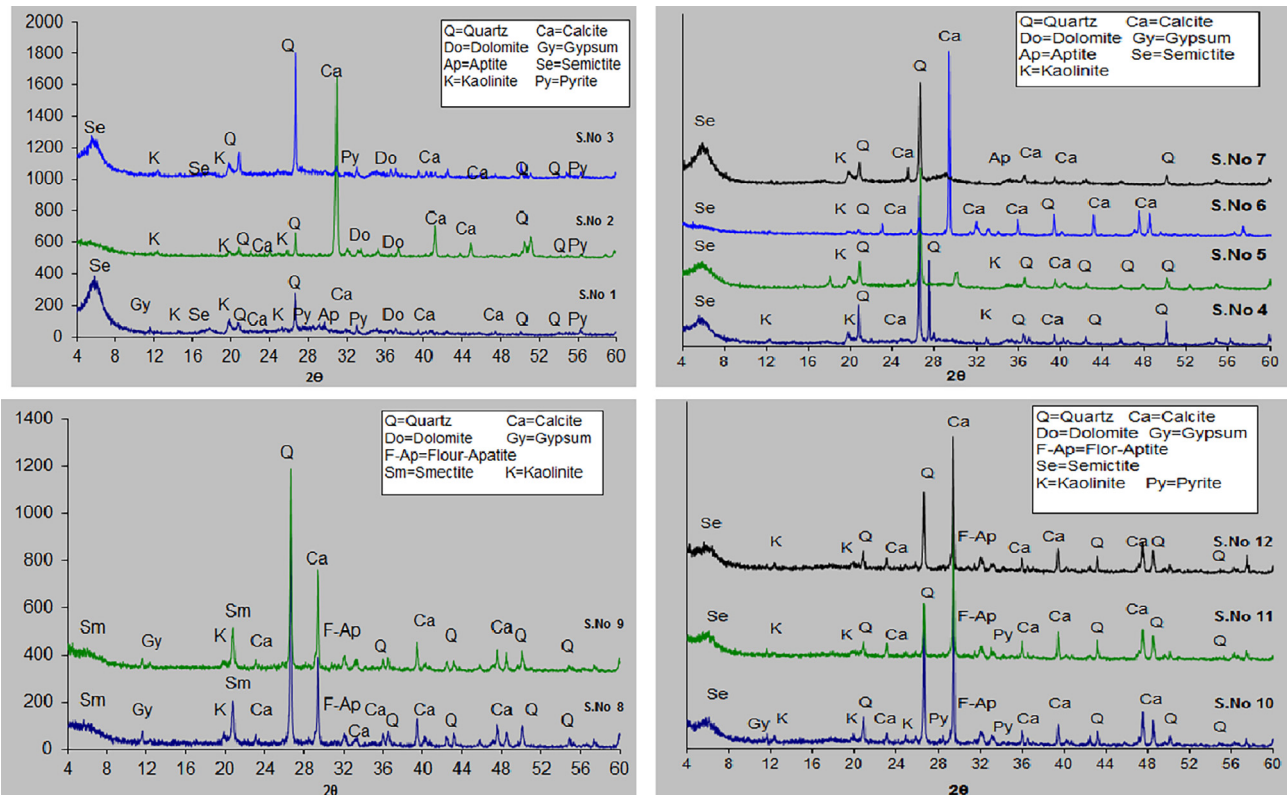 2000
1800
1600
1400
1200
1000
800
600
400
200
0
Q=Quartz Ca=Calcite
Do=Dolomite Gy=Gypsum
Ap=Aptite Se=Semictite
K=Kaolinite Py=Pyrite
Q
Ca
Se K Se K Q Py Do Ca Ca Q Q Py S.No 3
K K Q Ca K Q Do Do Ca Ca Q Q Py S.No 2
Se Gy K Se K Q Ca K Q Py Ap Ca Py Do Ca Ca Q Q Py S.No 1
4 8 12 16 20 24 28 32 36 40 44 48 52 56 60
2θ
Q=Quartz Ca=Calcite
Do=Dolomite Gy=Gypsum
Ap=Aptite Se=Semictite
K=Kaolinite
Ca
Q
Se K Q Ca Ap Ca Ca Q S.No 7
Se K Q Ca Ca Ca Q Ca Ca Ca S.No 6
Se K Q Q K Q Ca Q Q Q S.No 5
Se K K Q Ca K Q Ca Q S.No 4
4 8 12 16 20 24 28 32 36 40 44 48 52 56 60
2θ
1400
1200
1000
800
600
400
200
0
Q=Quartz Ca=Calcite
Do=Dolomite Gy=Gypsum
F-Ap=Flour-Apatite
Sm=Smectite K=Kaolinite
Q
Ca
Sm Gy K Sm Ca F-Ap Q Ca Q Ca Q Q S.No 9
Sm Gy K Sm Ca F-Ap Ca Ca Q Ca Q Ca Q Q S.No 8
4 8 12 16 20 24 28 32 36 40 44 48 52 56 60
2θ
Q=Quartz Ca=Calcite
Do=Dolomite Gy=Gypsum
F-Ap=Flor-Aptite
Se=Semictite
K=Kaolinite Py=Pyrite
Ca
Q
Se K K Q Ca F-Ap Ca Ca Q Ca Q Q S.No 12
Q
Se K K Q Ca F-Ap Py Ca Ca Q Ca Q Q S.No 11
Se Gy K K Q Ca K Py F-Ap Py Ca Ca Q Ca Q Q S.No 10
4 8 12 16 20 24 28 32 36 40 44 48 52 56 60
2θ